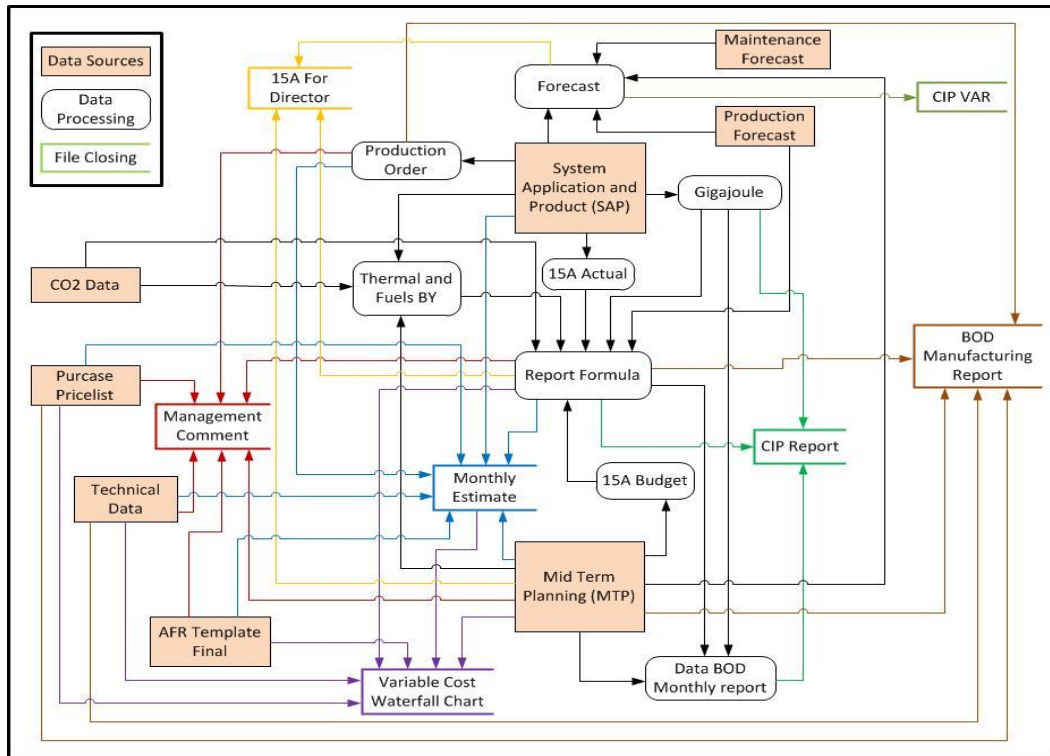 Data Sources
Data
Processing
File Closing
15A For
Director
Forecast
Maintenance
Forecast
CIP VAR
Production
Forecast
Production
Order
System
Application and
Product (SAP)
Gigajoule
CO2 Data
Thermal and
Fuels BY
15A Actual
BOD
Manufacturing
Report
Purcase
Pricelist
Report Formula
Management
Comment
CIP Report
Technical
Data
Monthly
Estimate
15A Budget
Mid Term
Planning (MTP)
AFR Template
Final
Variable Cost
Waterfall Chart
Data BOD
Monthly report